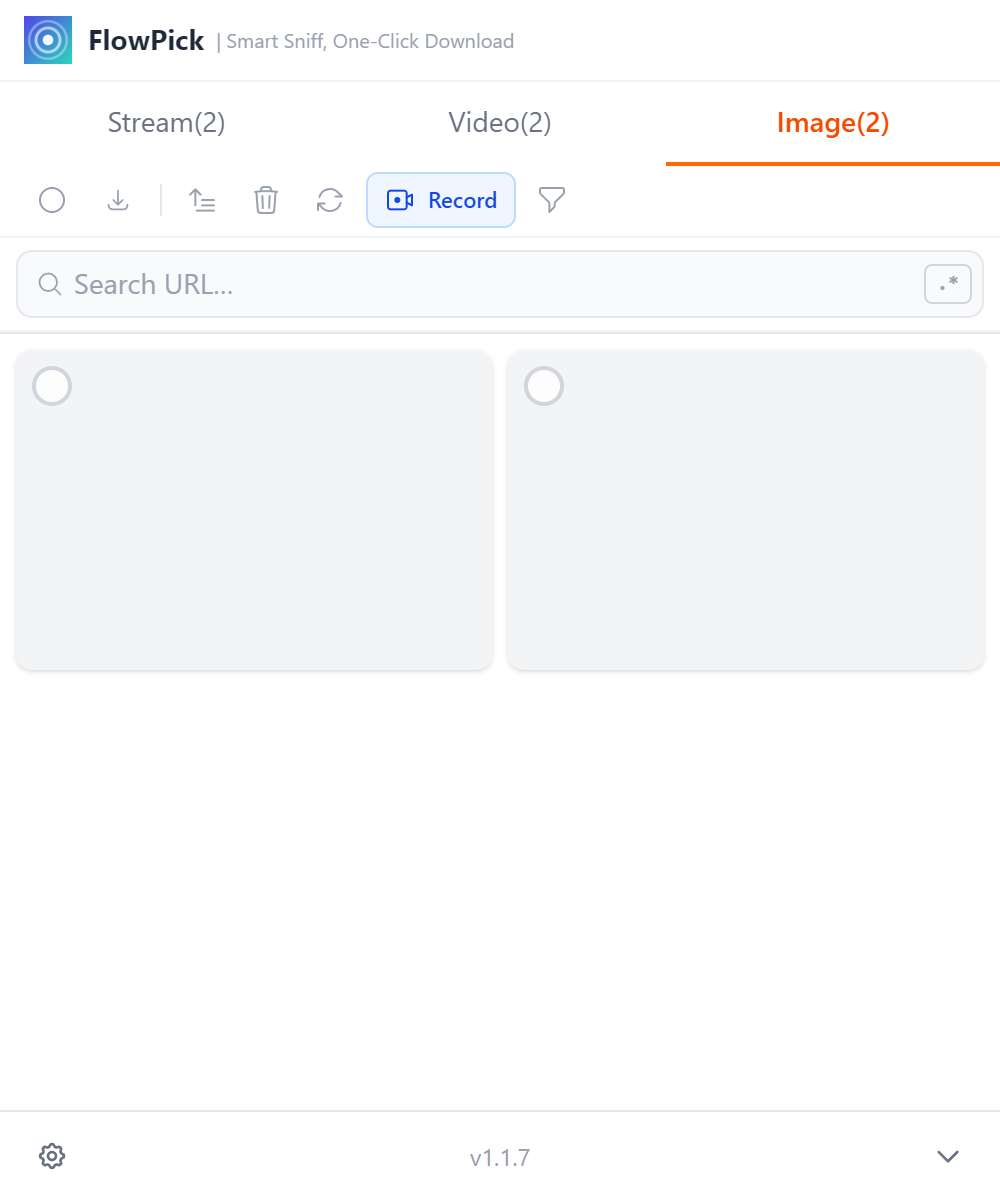 FlowPick | Smart Sniff, One-Click Download
Stream(2) Video(2) Image(2)
Record
Search URL...
.*
v1.1.7